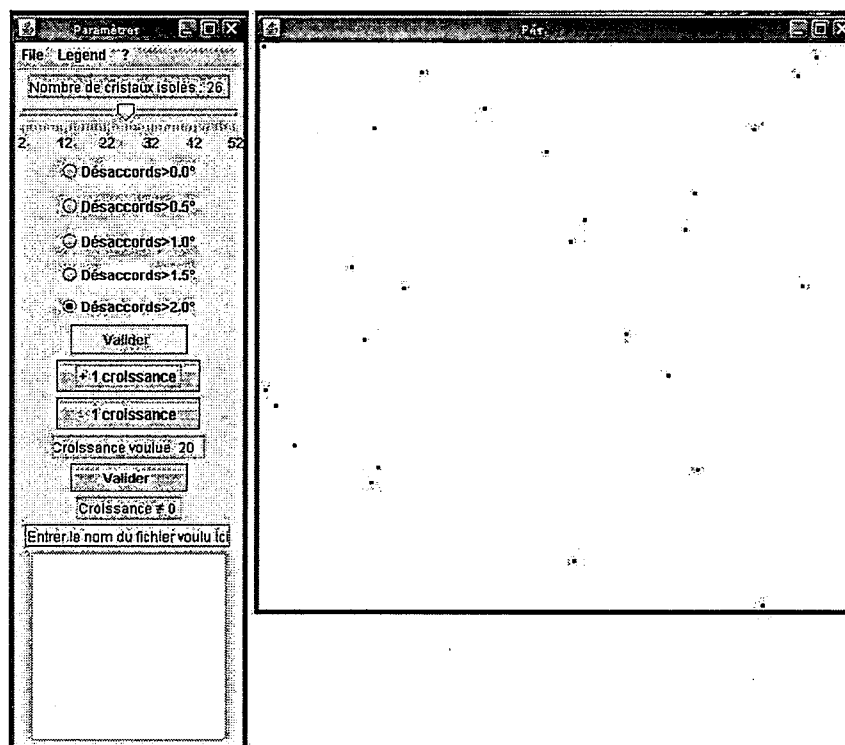 Paramètres
File Legend ?
Nombre de cristaux isolés : 26
2 12 22 32 42 52
Désaccords>0.0°
Désaccords>0.5°
Désaccords>1.0°
Désaccords>1.5°
Désaccords>2.0°
Valider
+ 1 croissance
- 1 croissance
Croissance voulue 20
Valider
Croissance ≠ 0
Entrer le nom du fichier voulu ici